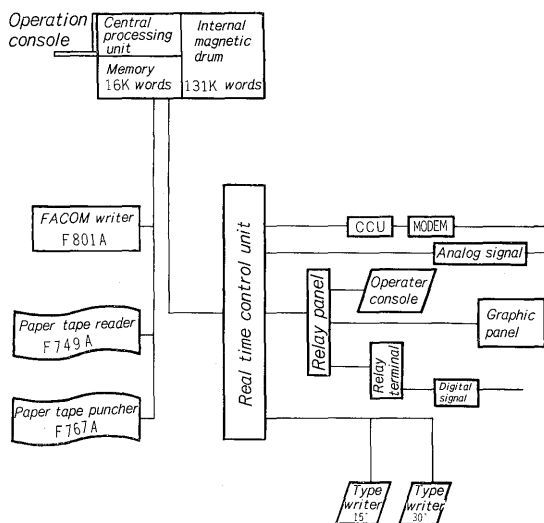 Operation
console
Central
processing
unit
Memory
16K words
Internal
magnetic
drum
131K words
FACOM writer
F801A
Paper tape reader
F749A
Paper tape puncher
F767A
Real time control unit
CCU
MODEM
Analog signal
Relay panel
Operater
console
Graphic
panel
Relay
terminal
Digital
signal
Type
writer
15"
Type
writer
30"